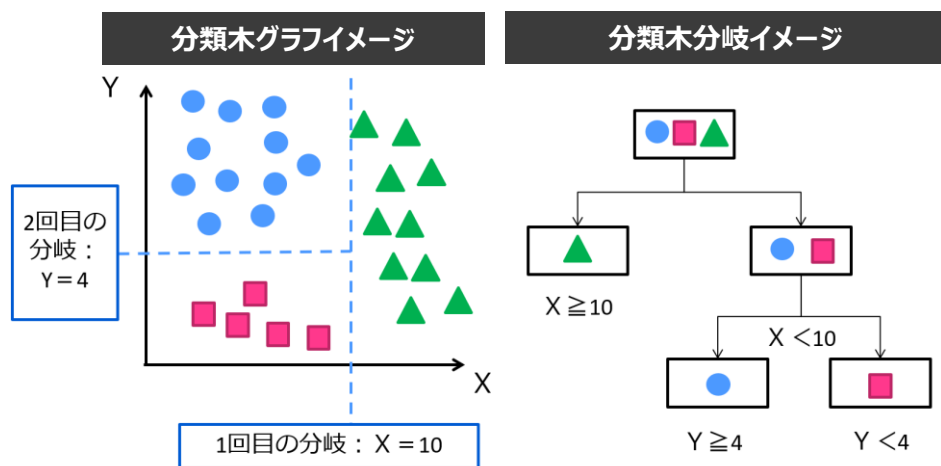 分類木グラフイメージ
Y
2回目の
分岐：
Y＝4
X
1回目の分岐：X＝10
分類木分岐イメージ
X ≧10
X ＜10
Y ≧4
Y ＜4